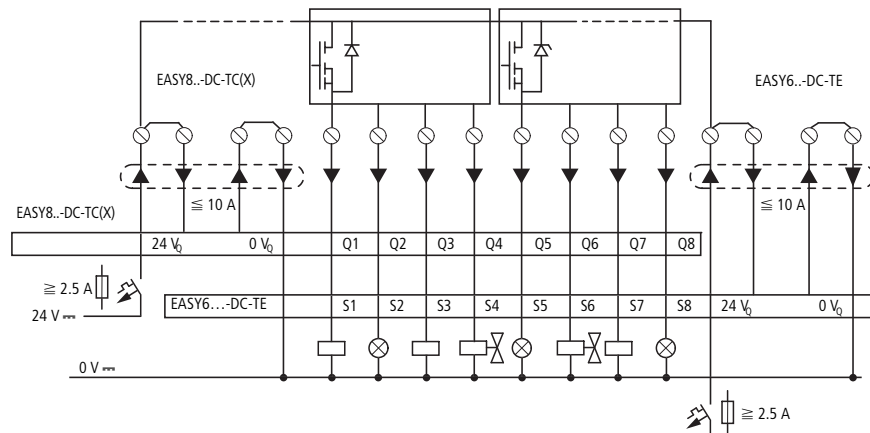 EASY8..-DC-TC(X)
EASY6..-DC-TE
≦ 10 A
≦ 10 A
EASY8..-DC-TC(X)
24 VQ 0 VQ Q1 Q2 Q3 Q4 Q5 Q6 Q7 Q8
≧ 2.5 A
EASY6...-DC-TE S1 S2 S3 S4 S5 S6 S7 S8 24 VQ 0 VQ
24 V ⎓
0 V ⎓
≧ 2.5 A